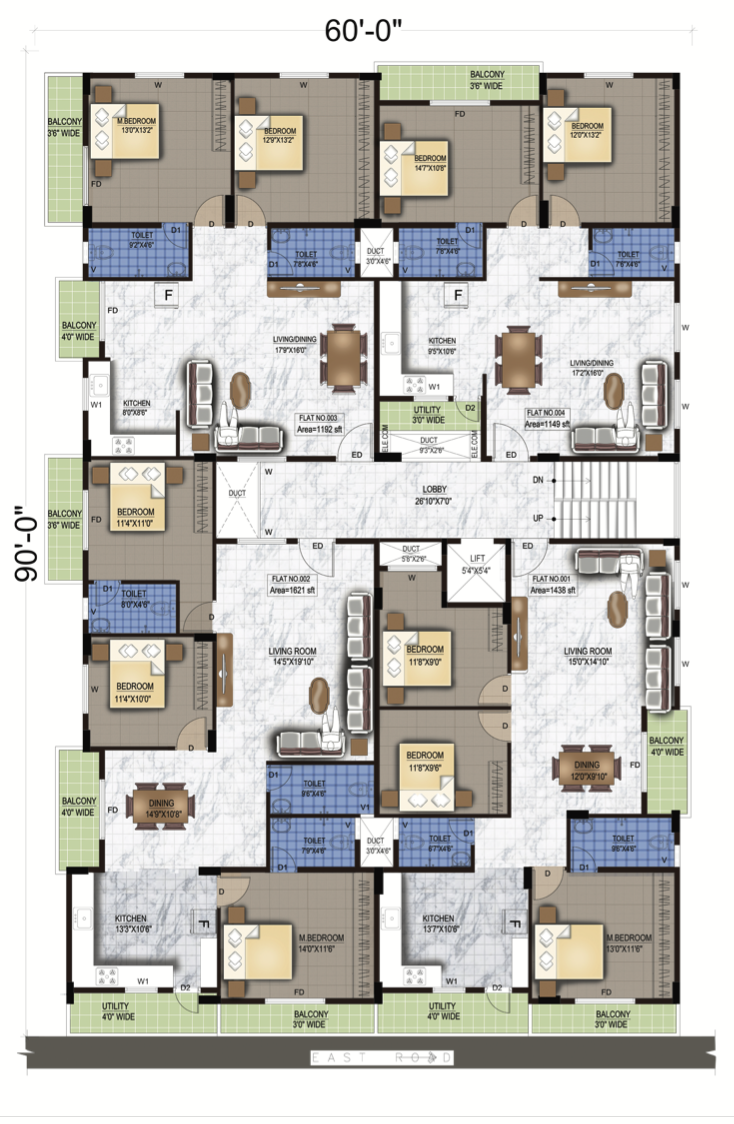 60'-0"
BALCONY
3'6" WIDE
W
W
W
M.BEDROOM
13'0"X13'2"
BEDROOM
12'9"X13'2"
FD
BEDROOM
12'0"X13'2"
BALCONY
3'6" WIDE
BEDROOM
14'7"X10'8"
FD
D
D
D
D
TOILET
9'2"X4'6"
D1
V
TOILET
7'6"X4'6"
D1
V
DUCT
3'0"X4'6"
TOILET
7'6"X4'6"
D1
V
TOILET
7'6"X4'6"
D1
V
F
F
FD
BALCONY
4'0" WIDE
W
LIVING/DINING
17'9"X16'0"
KITCHEN
9'5"X10'6"
LIVING/DINING
17'2"X16'0"
W1
W1
KITCHEN
8'0"X8'6"
FLAT NO.003
Area=1192 sft
UTILITY
3'0" WIDE
D2
FLAT NO.004
Area=1149 sft
W
ELE.COM
DUCT
9'3"X2'6"
ELE.COM
ED
ED
BALCONY
3'6" WIDE
FD
BEDROOM
11'4"X11'0"
DUCT
W
W
LOBBY
26'10"X7'0"
DN
UP
ED
DUCT
5'8"X2'6"
LIFT
5'4"X5'4"
ED
D1
TOILET
8'0"X4'6"
V
D
FLAT NO.002
Area=1621 sft
W
FLAT NO.001
Area=1438 sft
W
LIVING ROOM
14'5"X19'10"
BEDROOM
11'8"X9'0"
LIVING ROOM
15'0"X14'10"
W
W
BEDROOM
11'4"X10'0"
D
D
D
BEDROOM
11'8"X9'6"
BALCONY
4'0" WIDE
FD
DINING
12'0"X9'10"
BALCONY
4'0" WIDE
FD
DINING
14'9"X10'8"
D1
TOILET
9'6"X4'6"
V1
TOILET
7'9"X4'6"
D1
V
DUCT
3'0"X4'6"
V
TOILET
8'7"X4'6"
D1
TOILET
9'6"X4'6"
D1
V
D
D
KITCHEN
13'3"X10'6"
F
M.BEDROOM
14'0"X11'6"
KITCHEN
13'7"X10'6"
F
M.BEDROOM
13'0"X11'6"
W1
D2
FD
W1
D2
FD
UTILITY
4'0" WIDE
BALCONY
3'0" WIDE
UTILITY
4'0" WIDE
BALCONY
3'0" WIDE
90'-0"
EAST ROAD